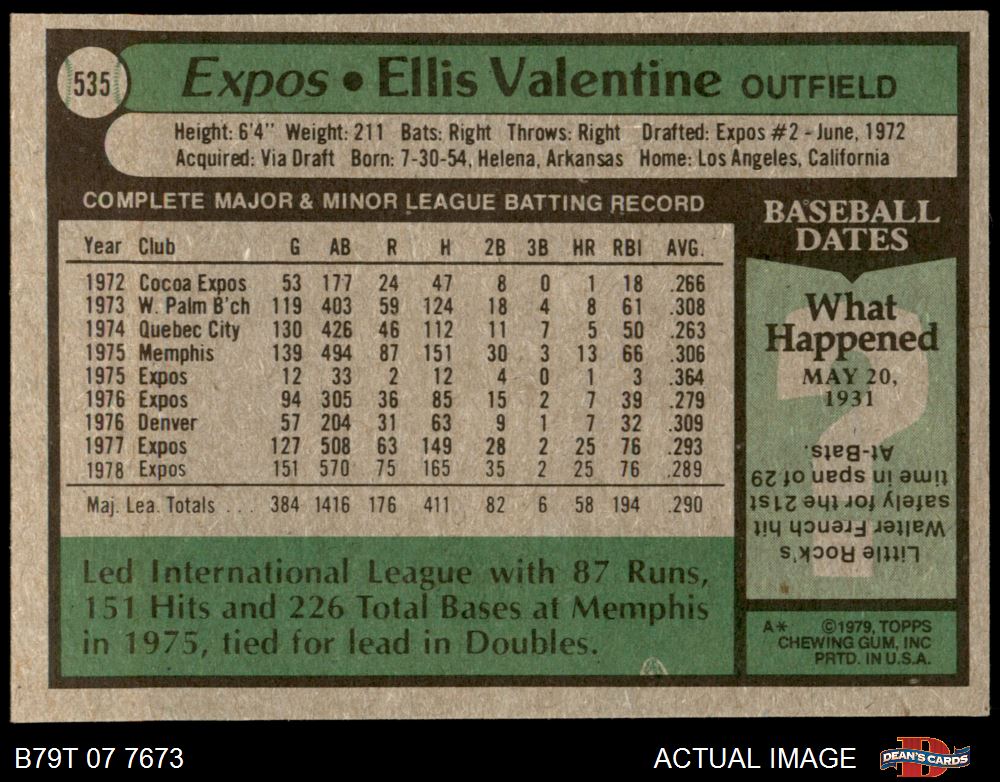 535
Expos • Ellis Valentine OUTFIELD
Height: 6'4" Weight: 211 Bats: Right Throws: Right Drafted: Expos #2 - June, 1972
Acquired: Via Draft Born: 7-30-54, Helena, Arkansas Home: Los Angeles, California
COMPLETE MAJOR & MINOR LEAGUE BATTING RECORD
Year Club G AB R H 2B 3B HR RBI AVG.
1972 Cocoa Expos 53 177 24 47 8 0 1 18 .266
1973 W. Palm B'ch 119 403 59 124 18 4 8 61 .308
1974 Quebec City 130 426 46 112 11 7 5 50 .263
1975 Memphis 139 494 87 151 30 3 13 66 .306
1975 Expos 12 33 2 12 4 0 1 3 .364
1976 Expos 94 305 36 85 15 2 7 39 .279
1976 Denver 57 204 31 63 9 1 7 32 .309
1977 Expos 127 508 63 149 28 2 25 76 .293
1978 Expos 151 570 75 165 35 2 25 76 .289
Maj. Lea. Totals . . . 384 1416 176 411 82 6 58 194 .290
Led International League with 87 Runs,
151 Hits and 226 Total Bases at Memphis
in 1975, tied for lead in Doubles.
BASEBALL
DATES
What
Happened
MAY 20,
1931
?
Little Rock's
Walter French hit
safely for the 21st
time in span of 29
At-Bats.
A* ©1979, TOPPS
CHEWING GUM, INC
PRTD. IN U.S.A.
B79T 07 7673
ACTUAL IMAGE
DEAN'S CARDS